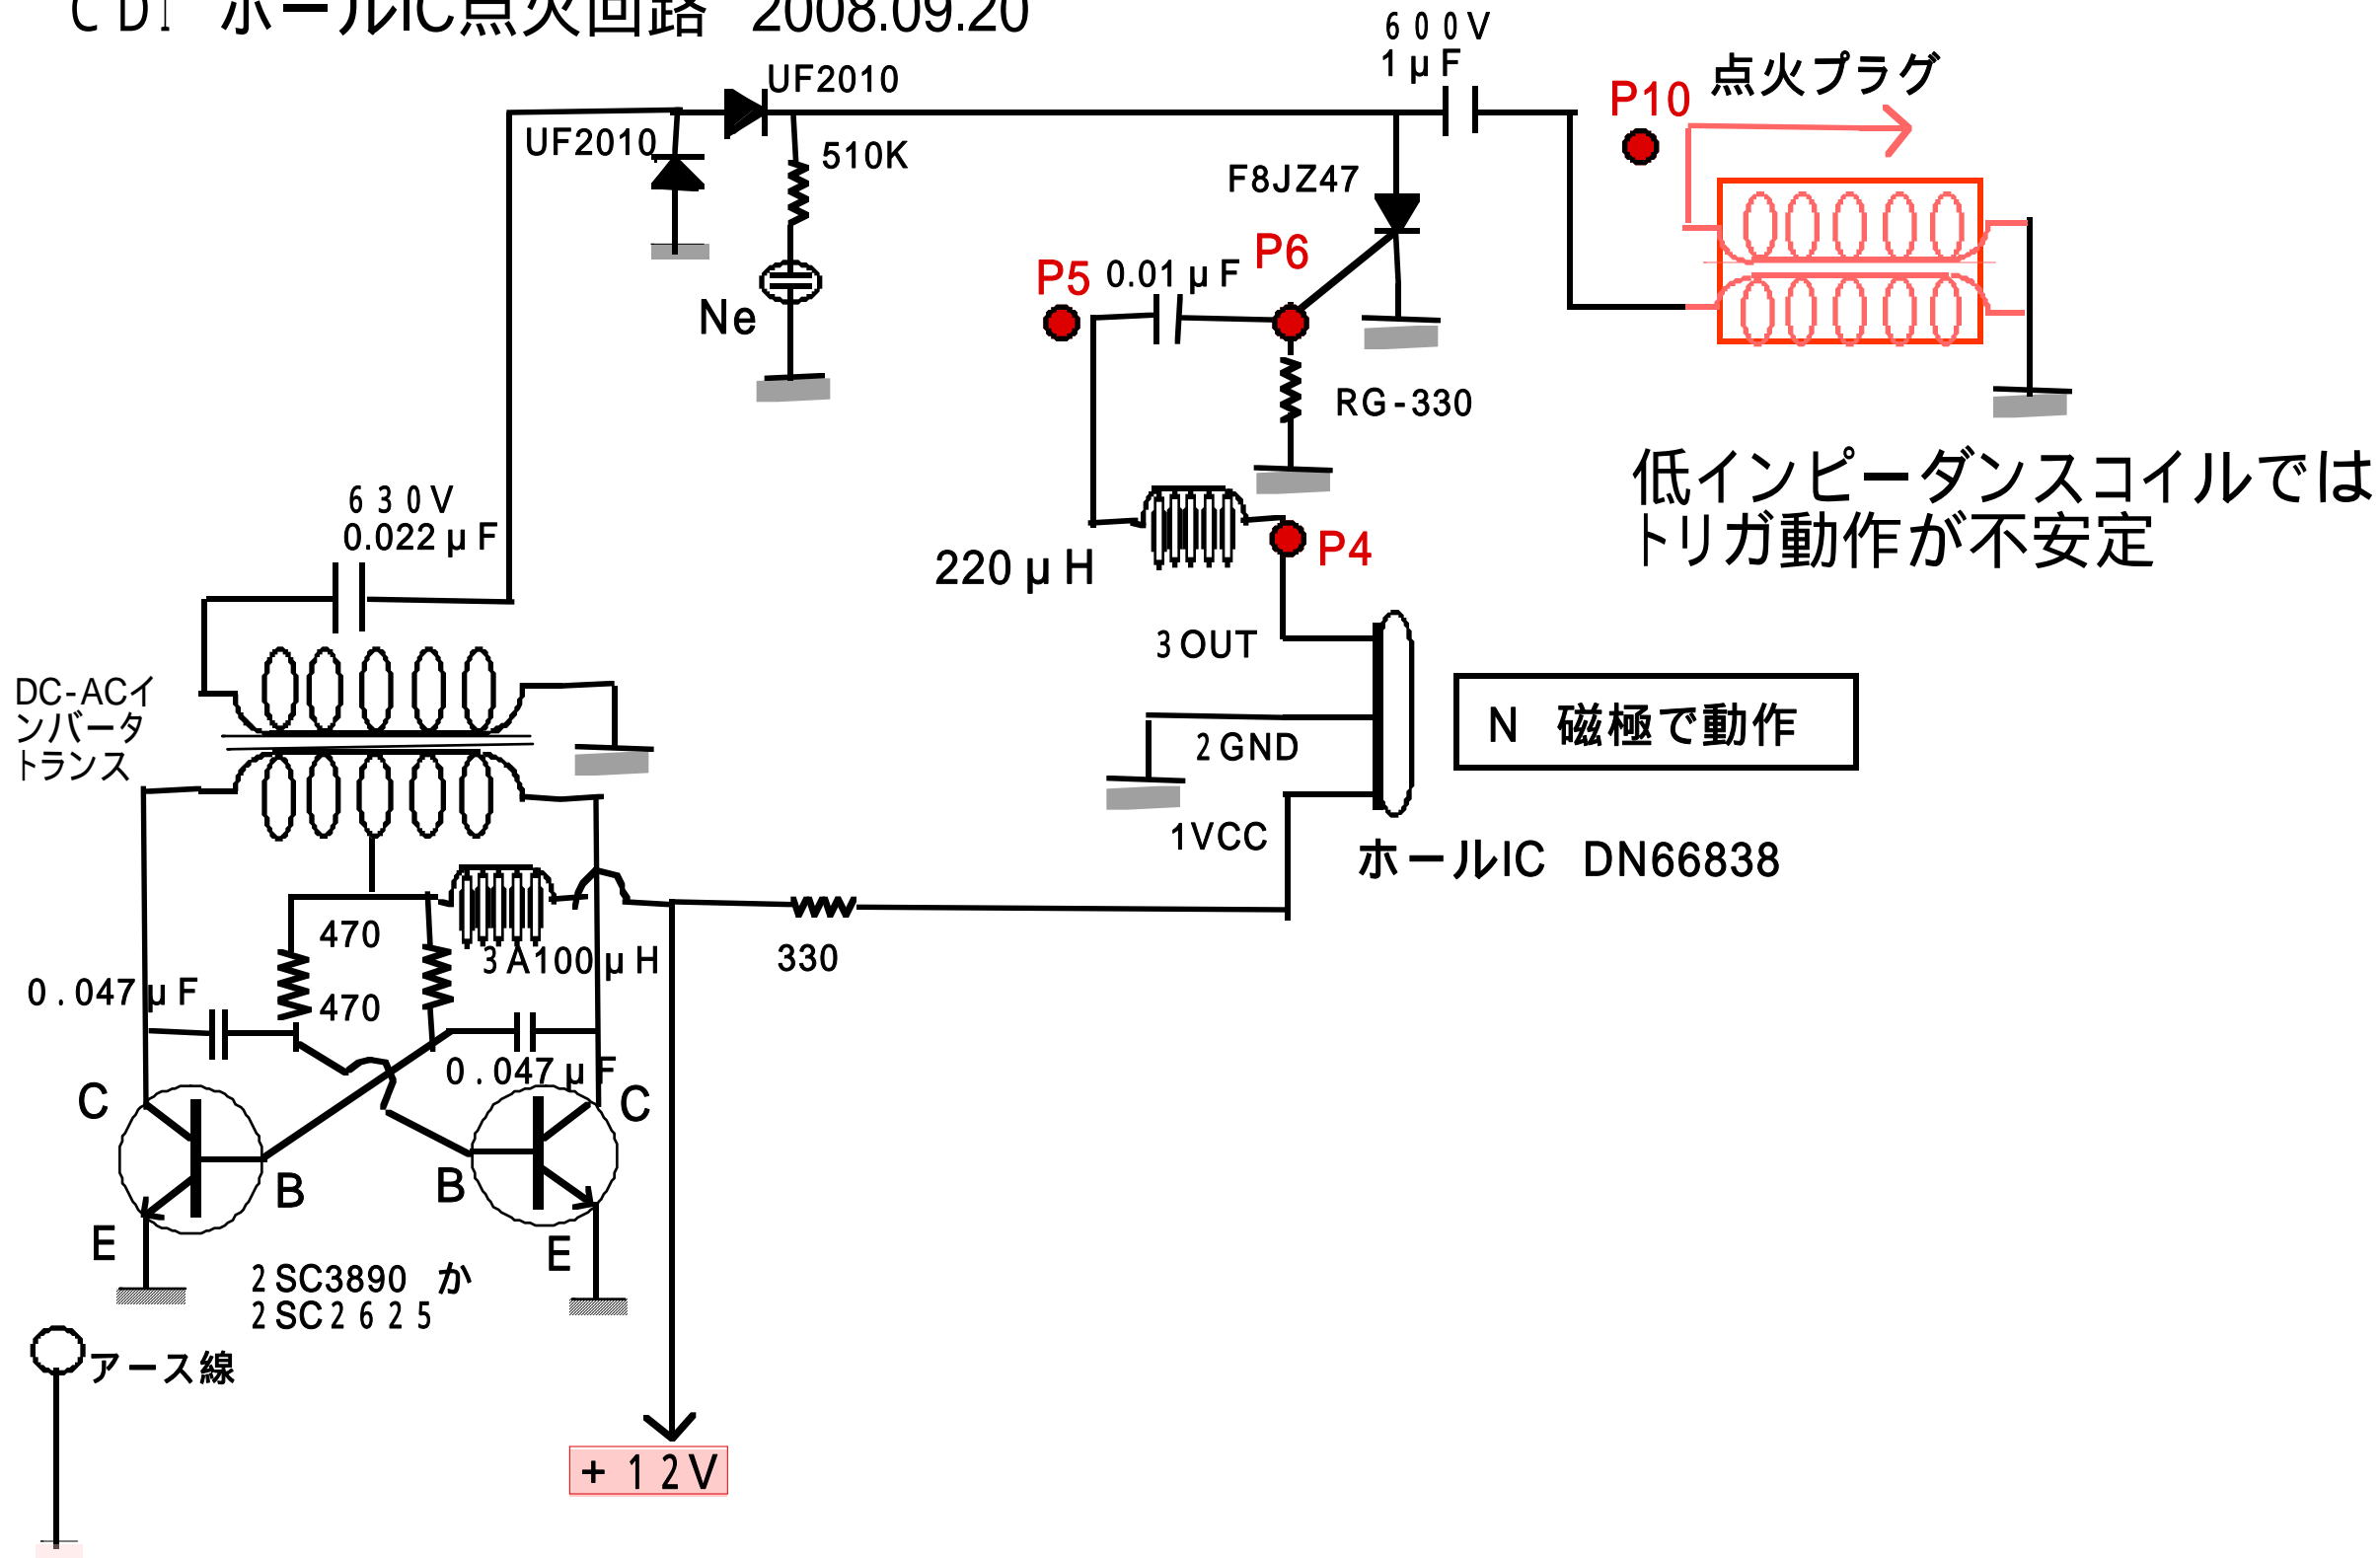 CDI ホールIC点火回路 2008.09.20
600V
1μF
点火プラグ
P10
UF2010
UF2010
510K
F8JZ47
P6
P5
0.01μF
Ne
RG-330
低インピーダンスコイルでは
トリガ動作が不安定
630V
0.022μF
220μH
P4
3OUT
DC-ACイ
ンバータ
トランス
N 磁極で動作
2GND
1VCC
ホールIC DN66838
470
3A100μH
330
0.047μF
470
0.047μF
C
C
B
B
E
E
2SC3890 か
2SC2625
アース線
+12V